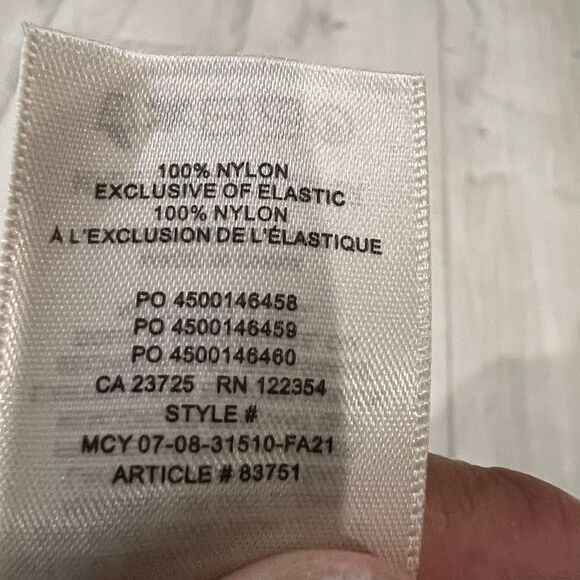 100% NYLON
EXCLUSIVE OF ELASTIC
100% NYLON
À L'EXCLUSION DE L'ÉLASTIQUE
PO 4500146458
PO 4500146459
PO 4500146460
CA 23725 RN 122354
STYLE #
MCY 07-08-31510-FA21
ARTICLE # 83751